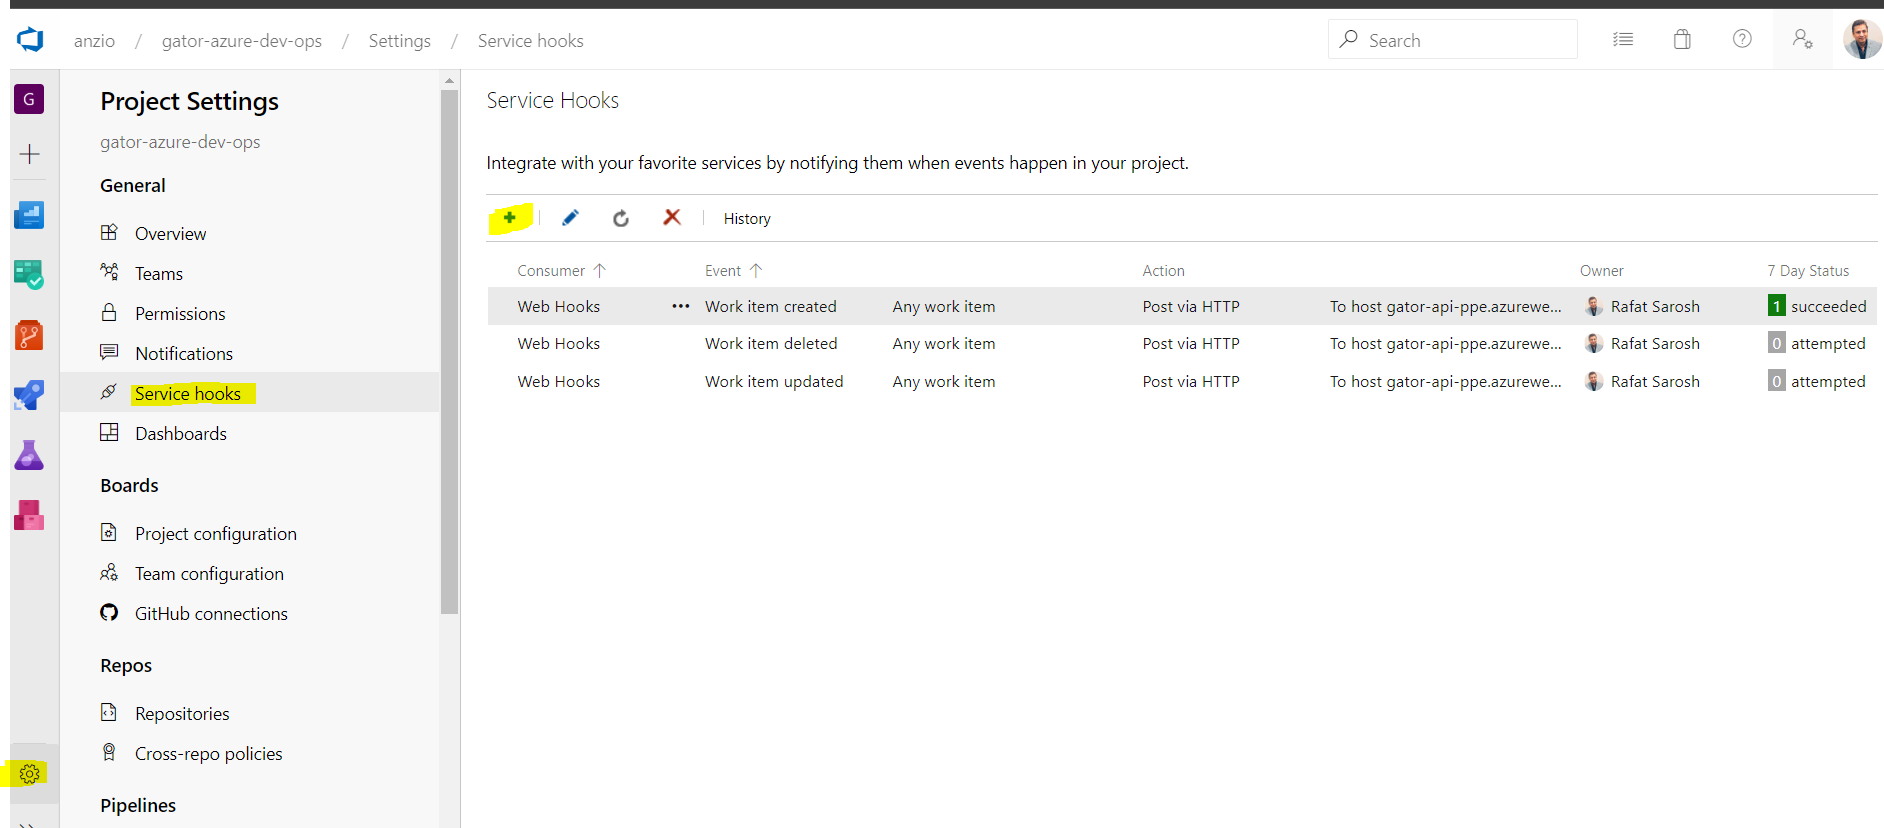 anzio / gator-azure-dev-ops / Settings / Service hooks
Search
G
Project Settings
gator-azure-dev-ops
General
Overview
Teams
Permissions
Notifications
Service hooks
Dashboards
Boards
Project configuration
Team configuration
GitHub connections
Repos
Repositories
Cross-repo policies
Pipelines
Service Hooks
Integrate with your favorite services by notifying them when events happen in your project.
History
Consumer Event Action Owner 7 Day Status
Web Hooks ••• Work item created Any work item Post via HTTP To host gator-api-ppe.azurewe... Rafat Sarosh 1 succeeded
Web Hooks Work item deleted Any work item Post via HTTP To host gator-api-ppe.azurewe... Rafat Sarosh 0 attempted
Web Hooks Work item updated Any work item Post via HTTP To host gator-api-ppe.azurewe... Rafat Sarosh 0 attempted